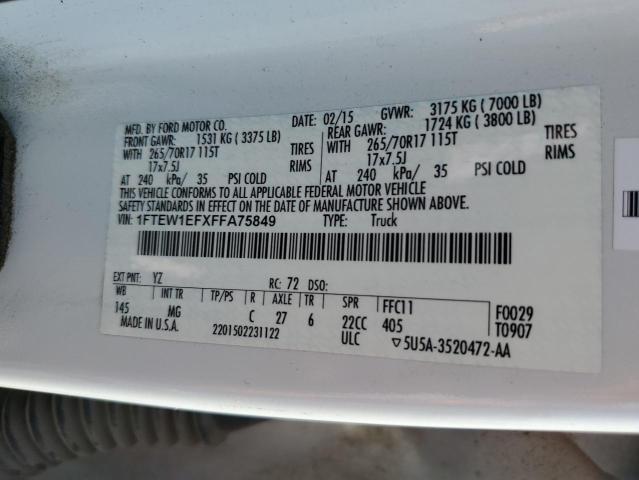 MFD. BY FORD MOTOR CO. DATE: 02/15 GVWR: 3175 KG ( 7000 LB)
FRONT GAWR: 1531 KG ( 3375 LB) REAR GAWR: 1724 KG ( 3800 LB)
WITH 265/70R17 115T TIRES WITH 265/70R17 115T TIRES
17x7.5J RIMS 17x7.5J RIMS
AT 240 kPa/ 35 PSI COLD AT 240 kPa/ 35 PSI COLD
THIS VEHICLE CONFORMS TO ALL APPLICABLE FEDERAL MOTOR VEHICLE
SAFETY STANDARDS IN EFFECT ON THE DATE OF MANUFACTURE SHOWN ABOVE.
VIN: 1FTEW1EFXFFA75849 TYPE: Truck
EXT PNT: YZ RC: 72 DSO:
WB INT TR TP/PS R AXLE TR SPR FFC11 F0029
145 MG C 27 6 22CC 405 T0907
MADE IN U.S.A. 2201502231122 ULC ▽5U5A-3520472-AA